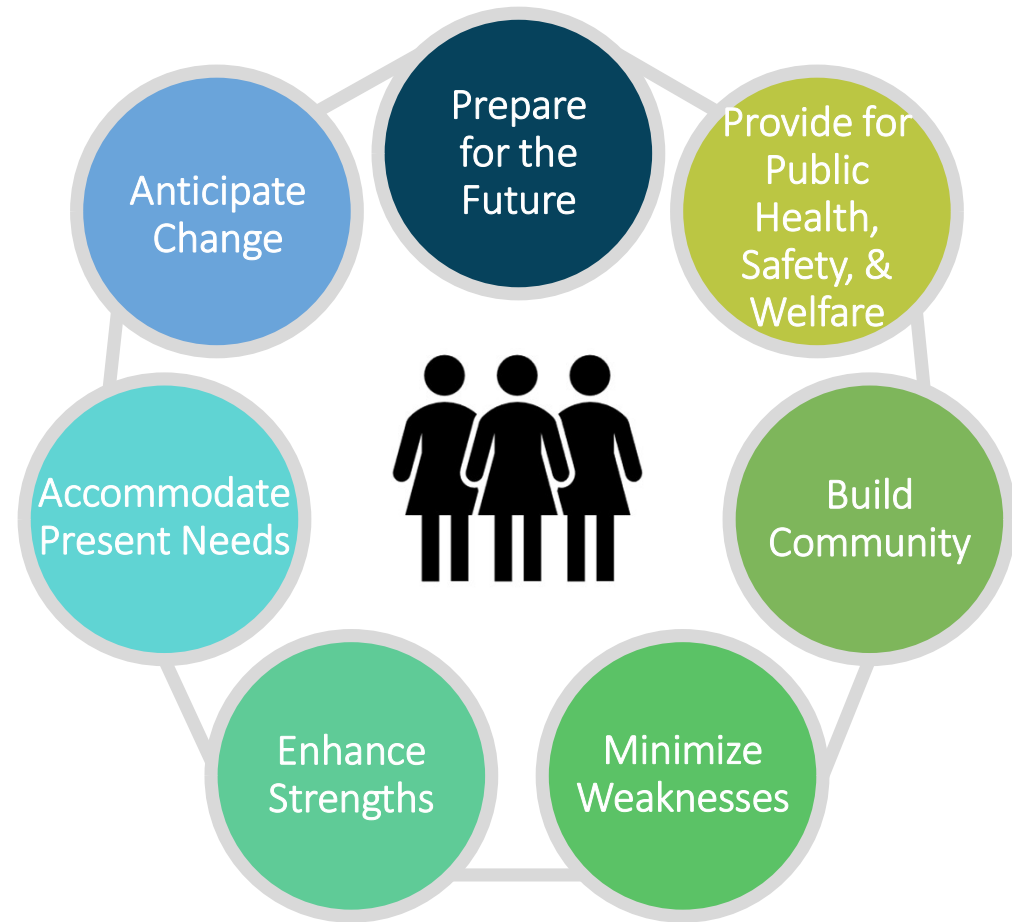 Prepare
for the
Future
Provide for
Public
Health,
Safety, &
Welfare
Build
Community
Minimize
Weaknesses
Enhance
Strengths
Accommodate
Present Needs
Anticipate
Change